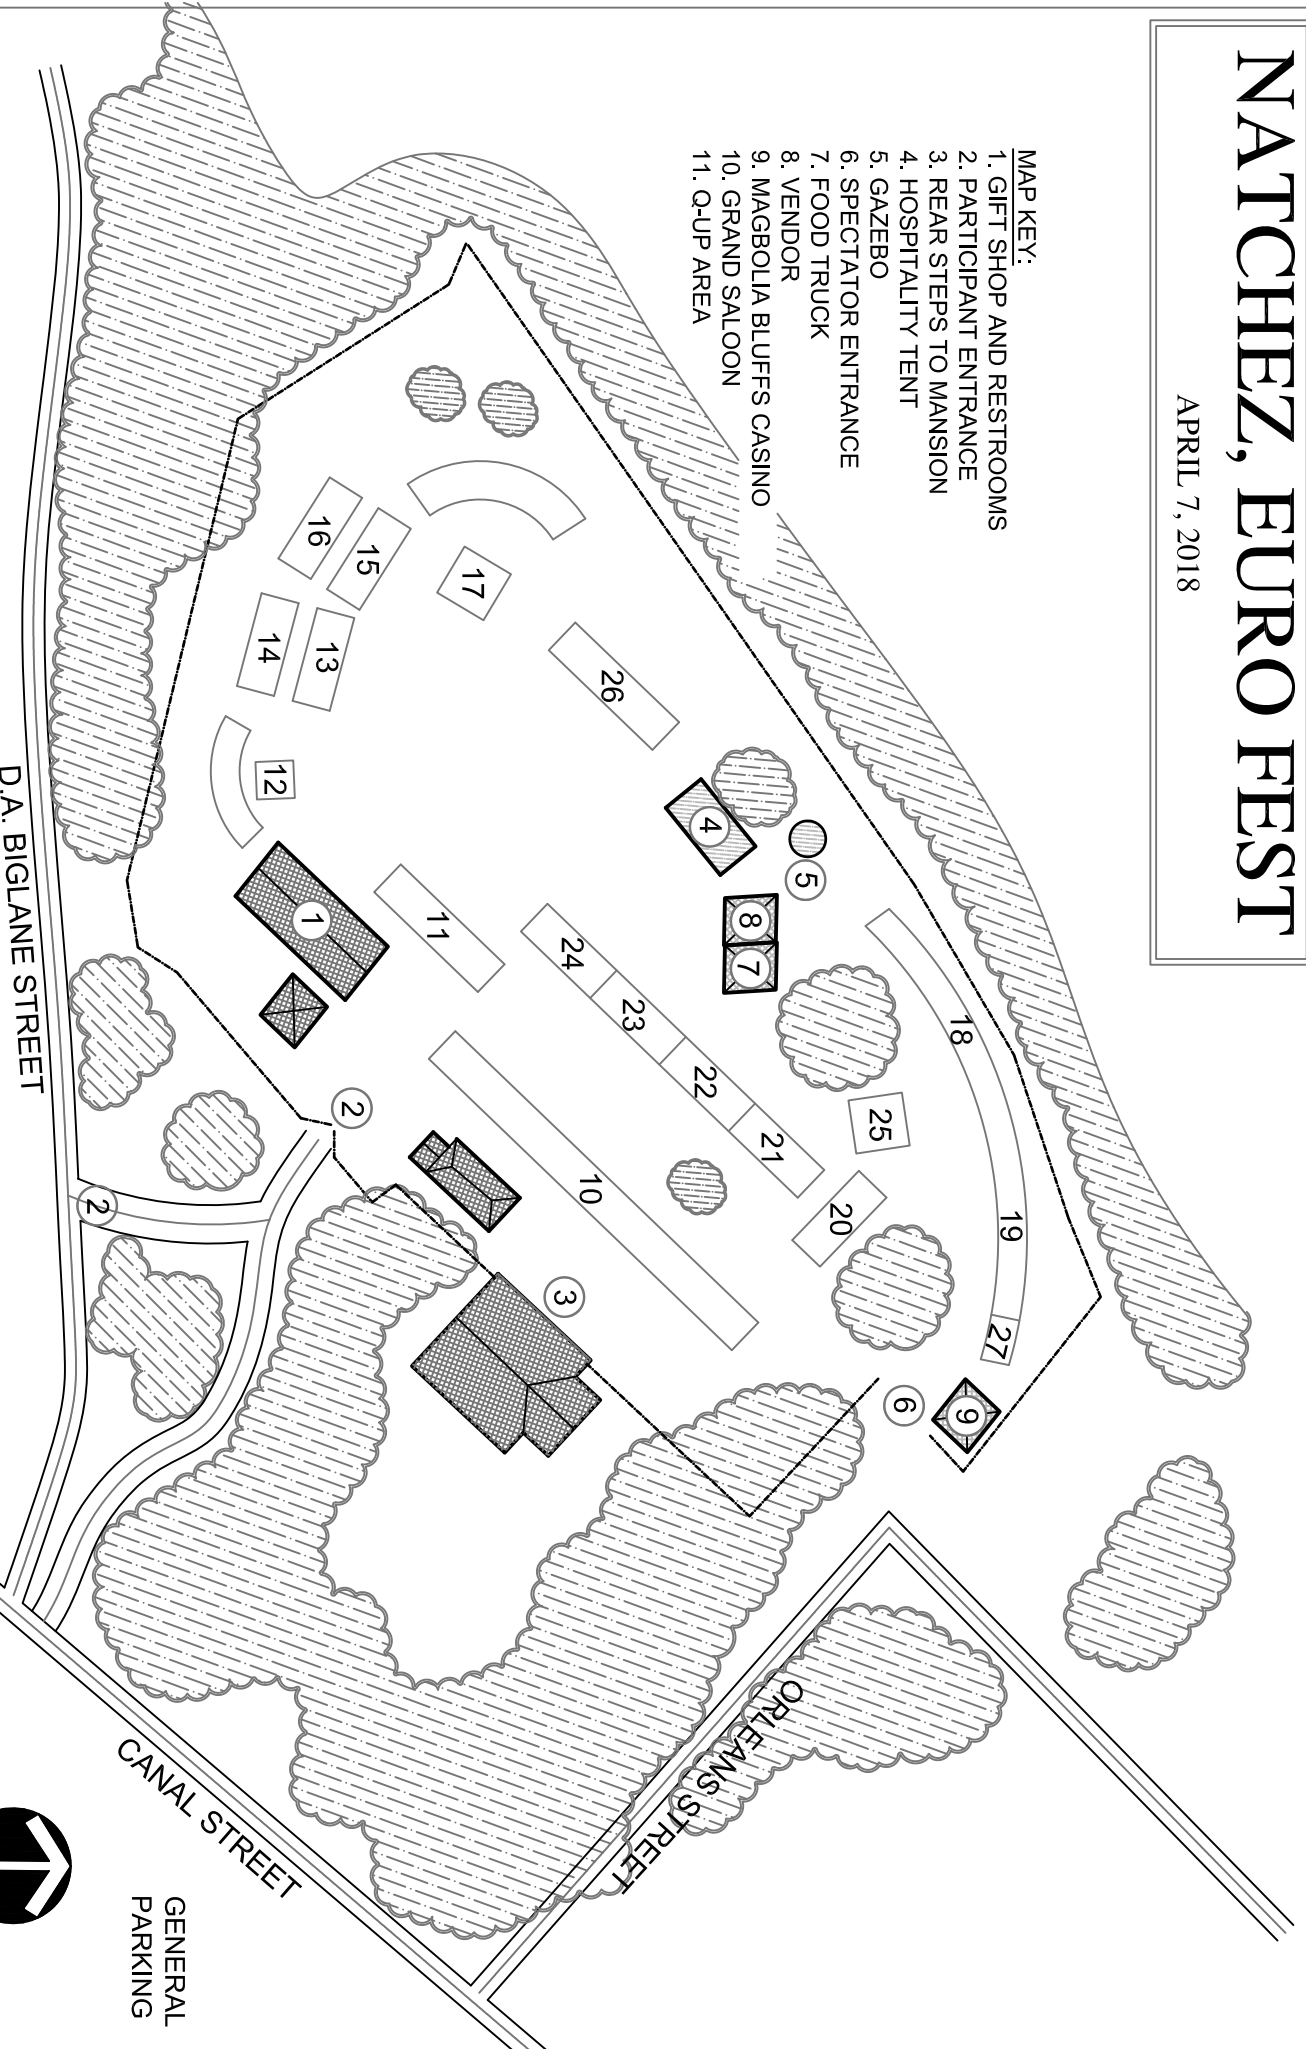 NATCHEZ, EURO FEST
APRIL 7, 2018
MAP KEY:
1. GIFT SHOP AND RESTROOMS
2. PARTICIPANT ENTRANCE
3. REAR STEPS TO MANSION
4. HOSPITALITY TENT
5. GAZEBO
6. SPECTATOR ENTRANCE
7. FOOD TRUCK
8. VENDOR
9. MAGBOLIA BLUFFS CASINO
10. GRAND SALOON
11. Q-UP AREA
18
19
27
9
6
5
25
20
8
7
4
21
22
26
23
24
10
3
17
11
15
16
13
14
12
1
2
2
ORLEANS STREET
CANAL STREET
D.A. BIGLANE STREET
GENERAL
PARKING